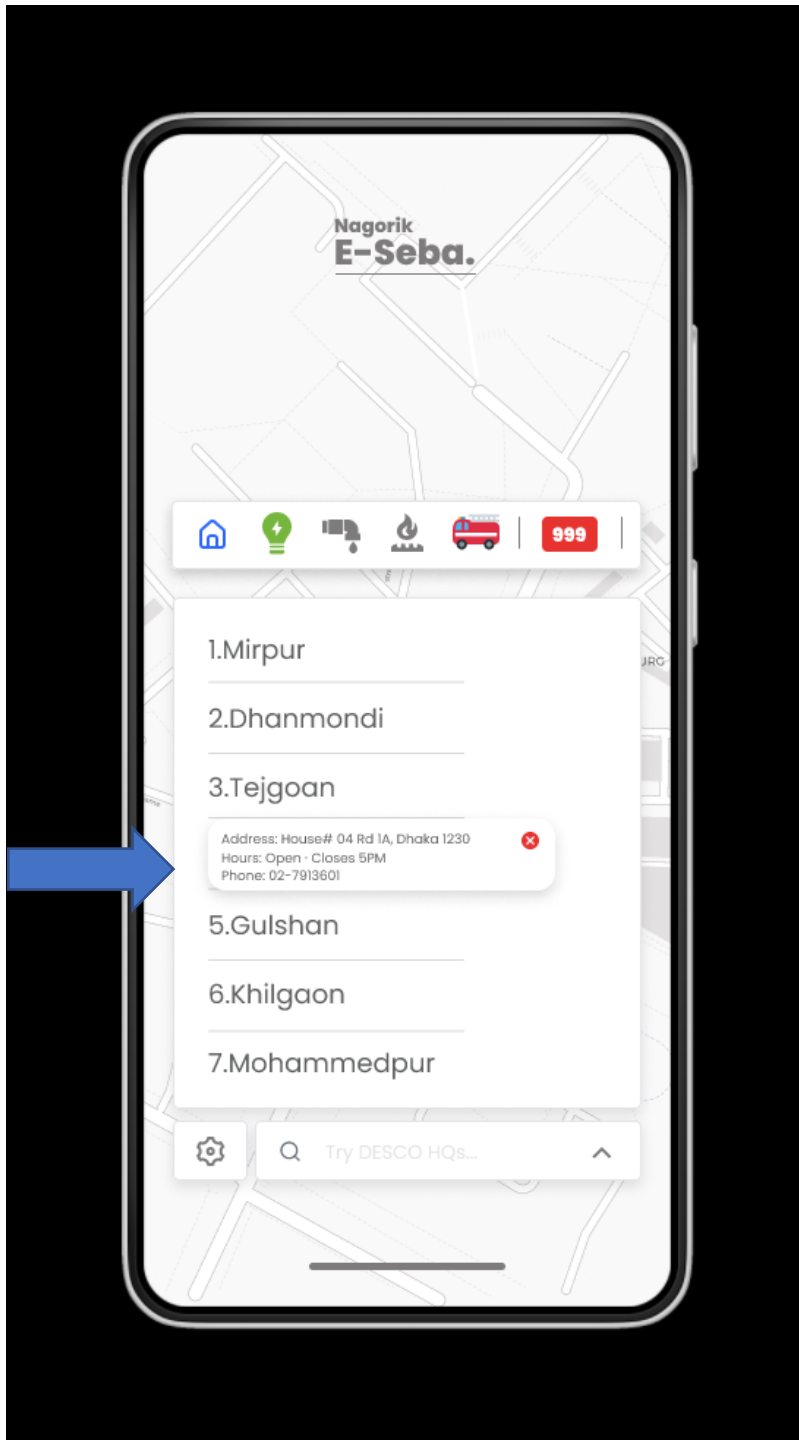 Nagorik
E-Seba.
999
1.Mirpur
URG
2.Dhanmondi
3.Tejgoan
Address: House# 04 Rd 1A, Dhaka 1230
Hours: Open · Closes 5PM
Phone: 02-7913601
5.Gulshan
6.Khilgaon
7.Mohammedpur
Try DESCO HQs...